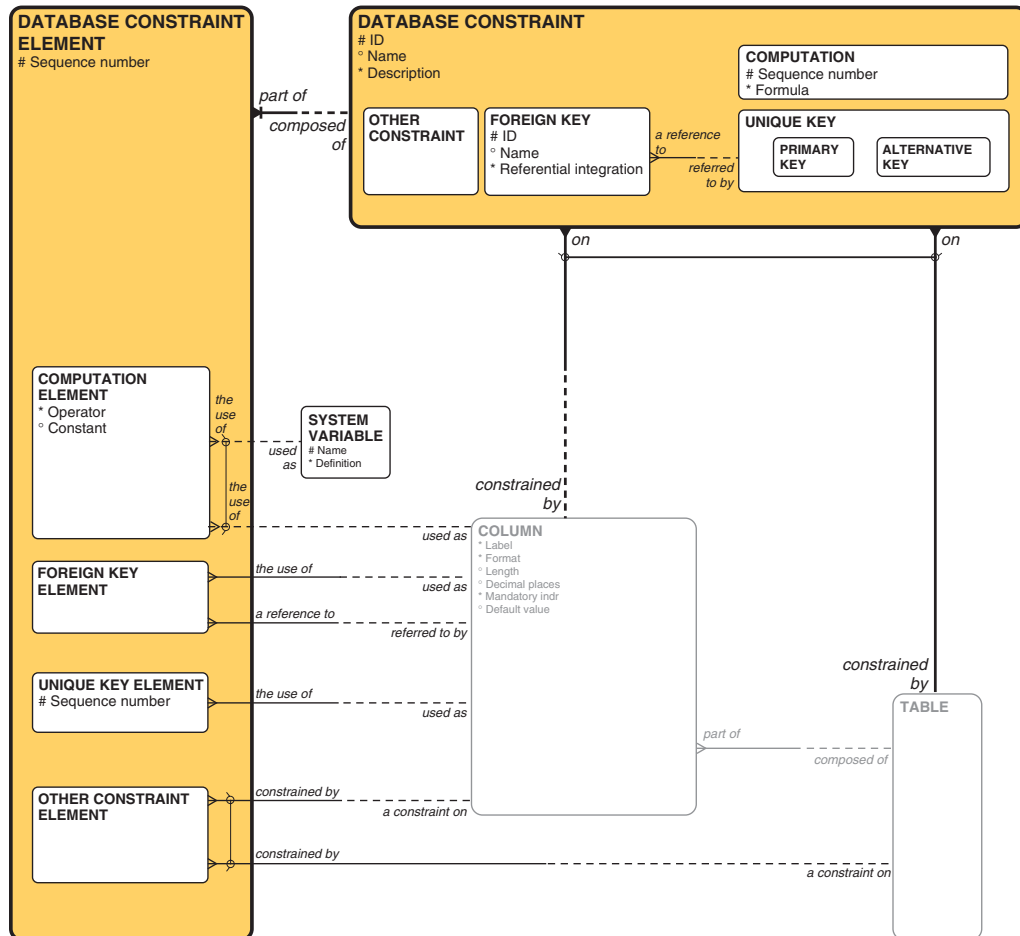 DATABASE CONSTRAINT
ELEMENT
# Sequence number
DATABASE CONSTRAINT
# ID
○ Name
* Description
COMPUTATION
# Sequence number
* Formula
part of
composed
of
OTHER
CONSTRAINT
FOREIGN KEY
# ID
○ Name
* Referential integration
a reference
to
referred
to by
UNIQUE KEY
PRIMARY
KEY
ALTERNATIVE
KEY
on
on
COMPUTATION
ELEMENT
* Operator
○ Constant
the
use
of
used
as
SYSTEM
VARIABLE
# Name
* Definition
the
use
of
used as
constrained
by
COLUMN
* Label
* Format
○ Length
○ Decimal places
* Mandatory indr
○ Default value
FOREIGN KEY
ELEMENT
the use of
used as
a reference to
referred to by
UNIQUE KEY ELEMENT
# Sequence number
the use of
used as
constrained
by
TABLE
part of
composed of
OTHER CONSTRAINT
ELEMENT
constrained by
a constraint on
constrained by
a constraint on